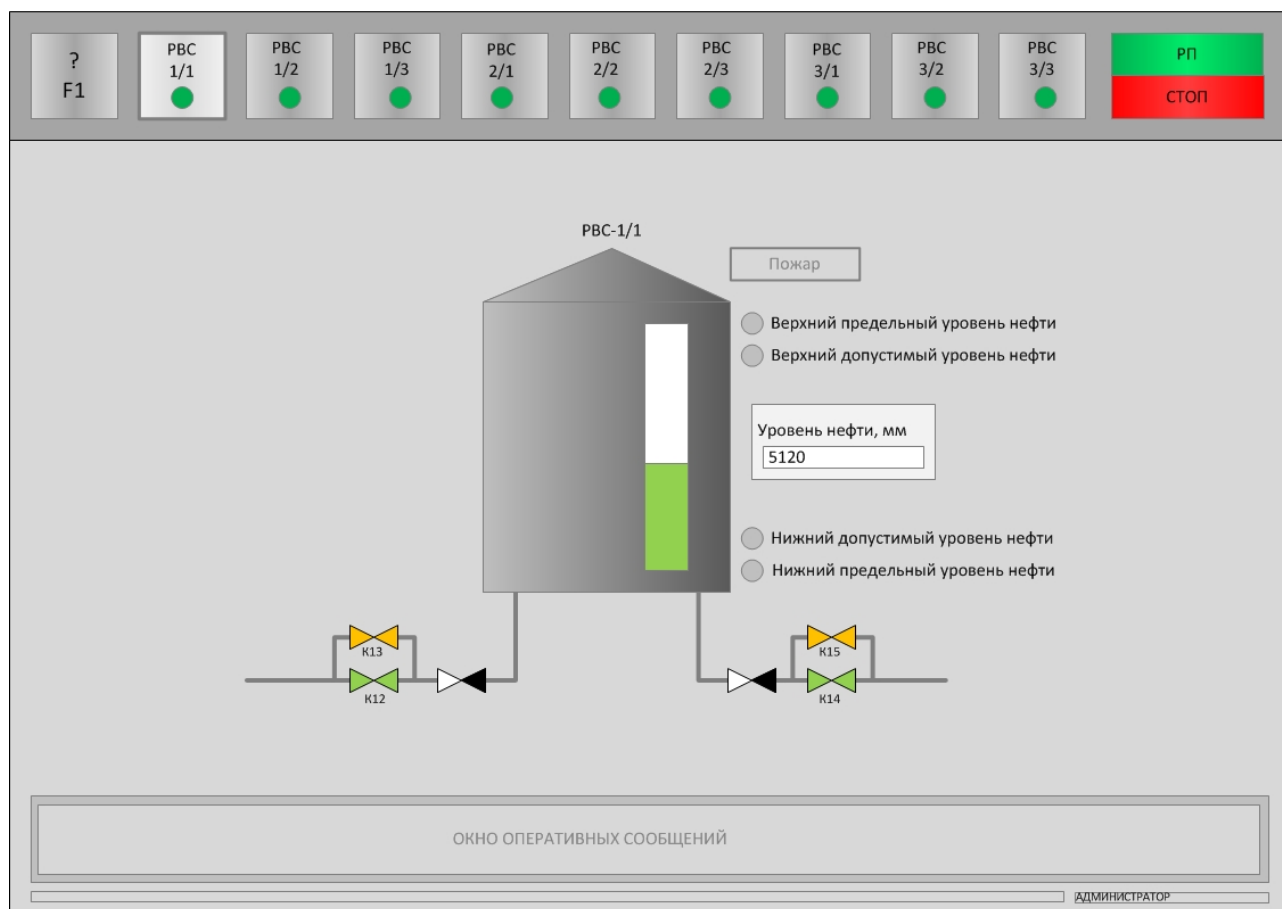 ?
F1
РВС
1/1
РВС
1/2
РВС
1/3
РВС
2/1
РВС
2/2
РВС
2/3
РВС
3/1
РВС
3/2
РВС
3/3
РП
СТОП
РВС-1/1
Пожар
Верхний предельный уровень нефти
Верхний допустимый уровень нефти
Уровень нефти, мм
5120
Нижний допустимый уровень нефти
Нижний предельный уровень нефти
К13
К12
К15
К14
ОКНО ОПЕРАТИВНЫХ СООБЩЕНИЙ
АДМИНИСТРАТОР